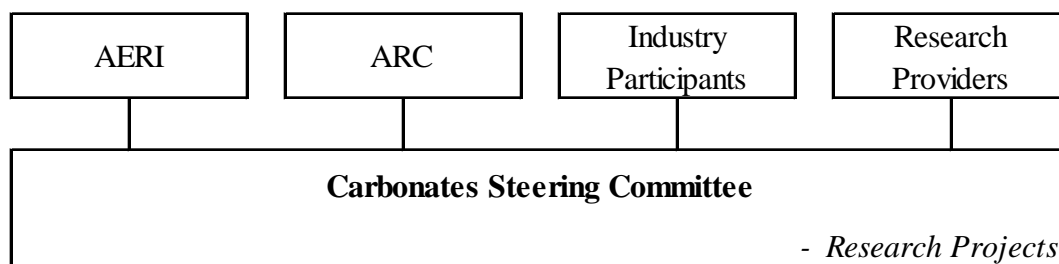 AERI
ARC
Industry
Participants
Research
Providers
Carbonates Steering Committee
- Research Projects